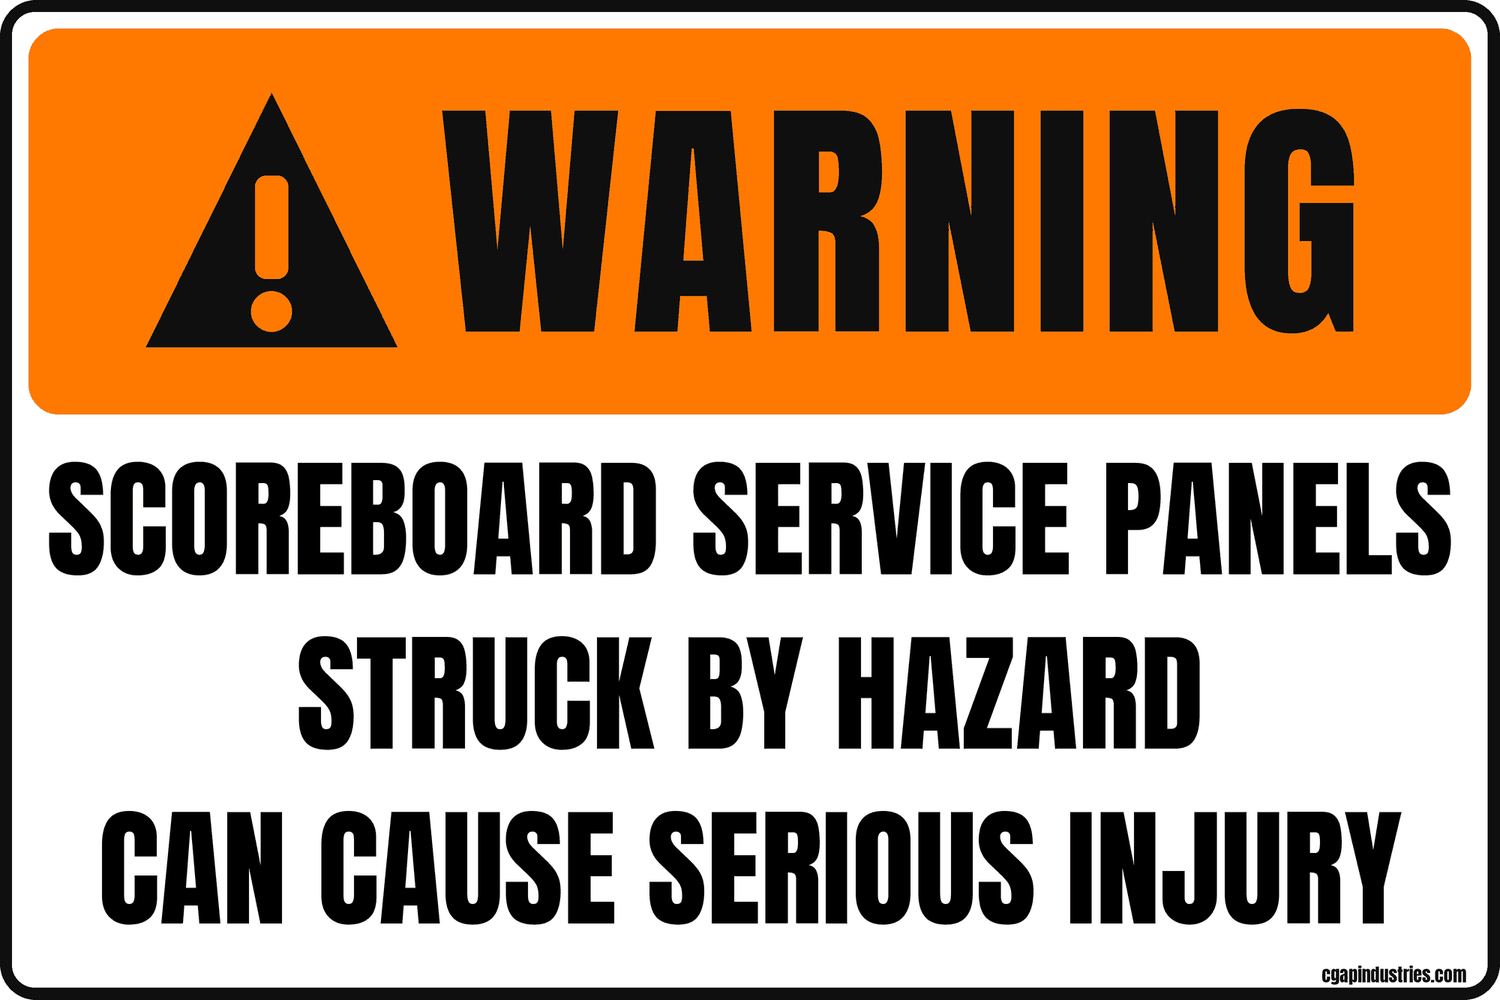 WARNING
SCOREBOARD SERVICE PANELS
STRUCK BY HAZARD
CAN CAUSE SERIOUS INJURY
cgapindustries.com